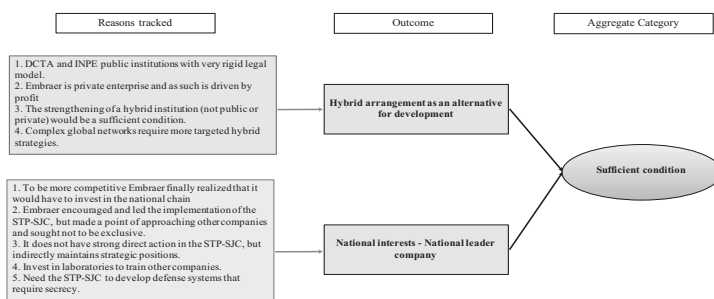 Reasons tracked
Outcome
Aggregate Category
1. DCTA and INPE public institutions with very rigid legal
model.
2. Embraer is private enterprise and as such is driven by
profit
3. The strengthening of a hybrid institution (not public or
private) would be a sufficient condition.
4. Complex global networks require more targeted hybrid
strategies.
Hybrid arrangement as an alternative
for development
Sufficient condition
1. To be more competitive Embraer finally realized that it
would have to invest in the national chain
2. Embraer encouraged and led the implementation of the
STP-SJC, but made a point of approaching other companies
and sought not to be exclusive.
3. It does not have strong direct action in the STP-SJC, but
indirectly maintains strategic positions.
4. Invest in laboratories to train other companies.
5. Need the STP-SJC to develop defense systems that
require secrecy.
National interests - National leader
company